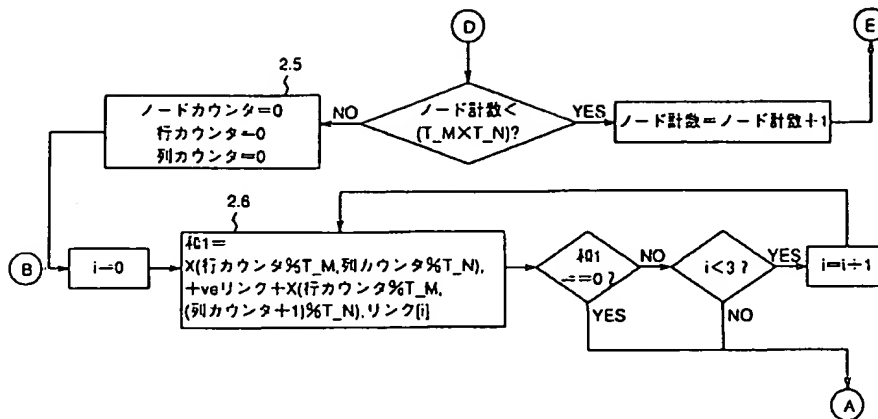 D
E
2.5
ノードカウンタ=0
行カウンタ=0
列カウンタ=0
NO
ノード計数<
(T_M×T_N)?
YES
ノード計数=ノード計数+1
2.6
B
i=0
和1=
X(行カウンタ%T_M,列カウンタ%T_N),
+veリンク+X(行カウンタ%T_M,
(列カウンタ+1)%T_N),リンク[i]
和1
==0?
NO
YES
i<3?
YES
NO
i=i+1
A